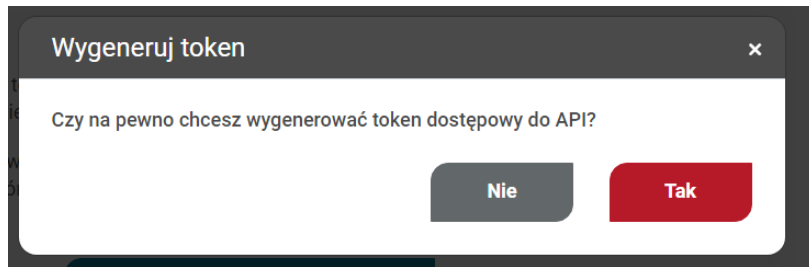 Wygeneruj token
×
Czy na pewno chcesz wygenerować token dostępowy do API?
Nie
Tak